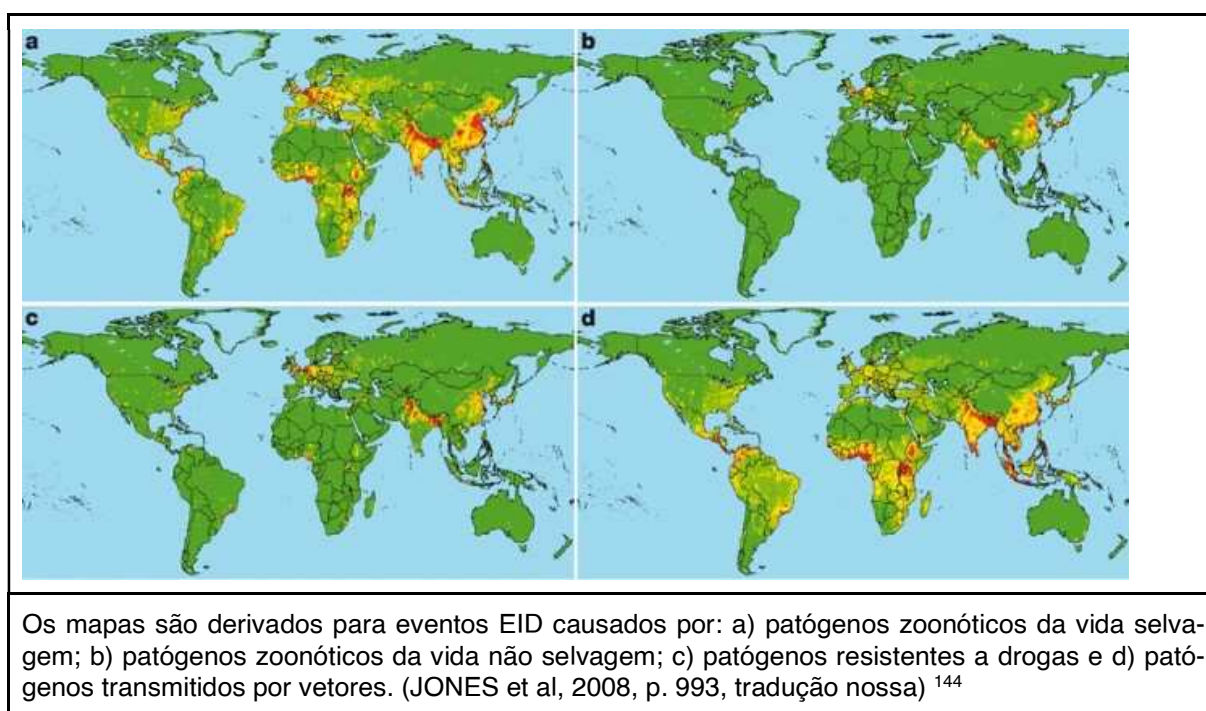 a
b
c
d
Os mapas são derivados para eventos EID causados por: a) patógenos zoonóticos da vida selva-
gem; b) patógenos zoonóticos da vida não selvagem; c) patógenos resistentes a drogas e d) pató-
genos transmitidos por vetores. (JONES et al, 2008, p. 993, tradução nossa) 144